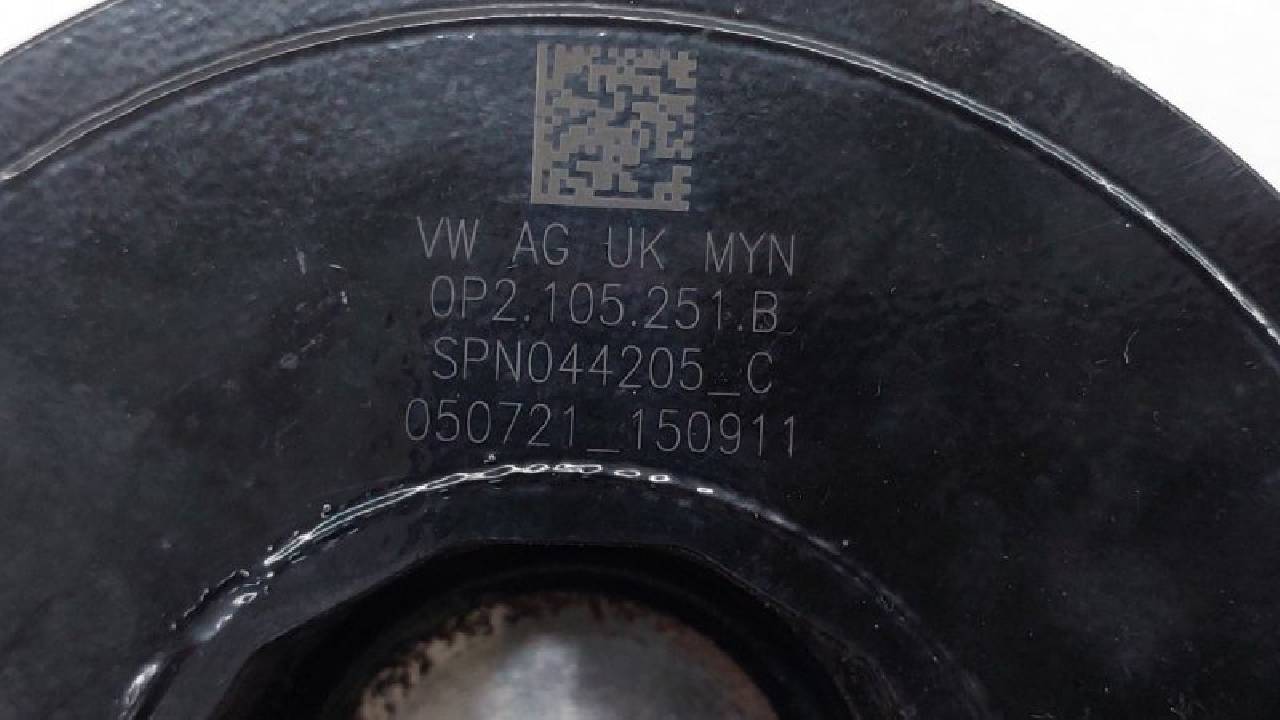 VW AG UK MYN
0P2.105.251.B
SPN044205_C
050721_150911